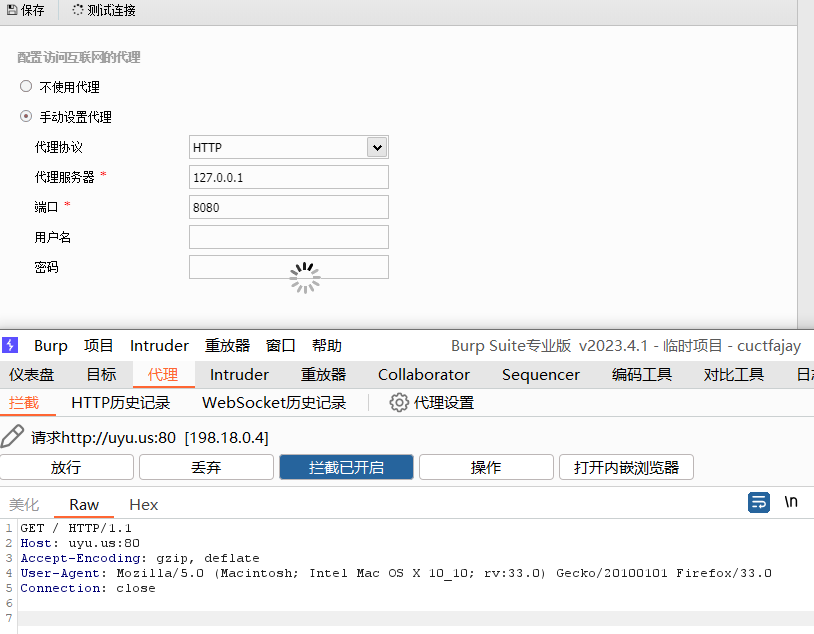 保存 测试连接
配置访问互联网的代理
不使用代理
手动设置代理
代理协议 HTTP
代理服务器 * 127.0.0.1
端口 * 8080
用户名
密码
Burp 项目 Intruder 重放器 窗口 帮助 Burp Suite专业版 v2023.4.1 - 临时项目 - cuctfajay
仪表盘 目标 代理 Intruder 重放器 Collaborator Sequencer 编码工具 对比工具 日
拦截 HTTP历史记录 WebSocket历史记录 代理设置
请求http://uyu.us:80 [198.18.0.4]
放行 丢弃 拦截已开启 操作 打开内嵌浏览器
美化 Raw Hex \n
1 GET / HTTP/1.1
2 Host: uyu.us:80
3 Accept-Encoding: gzip, deflate
4 User-Agent: Mozilla/5.0 (Macintosh; Intel Mac OS X 10_10; rv:33.0) Gecko/20100101 Firefox/33.0
5 Connection: close
6
7